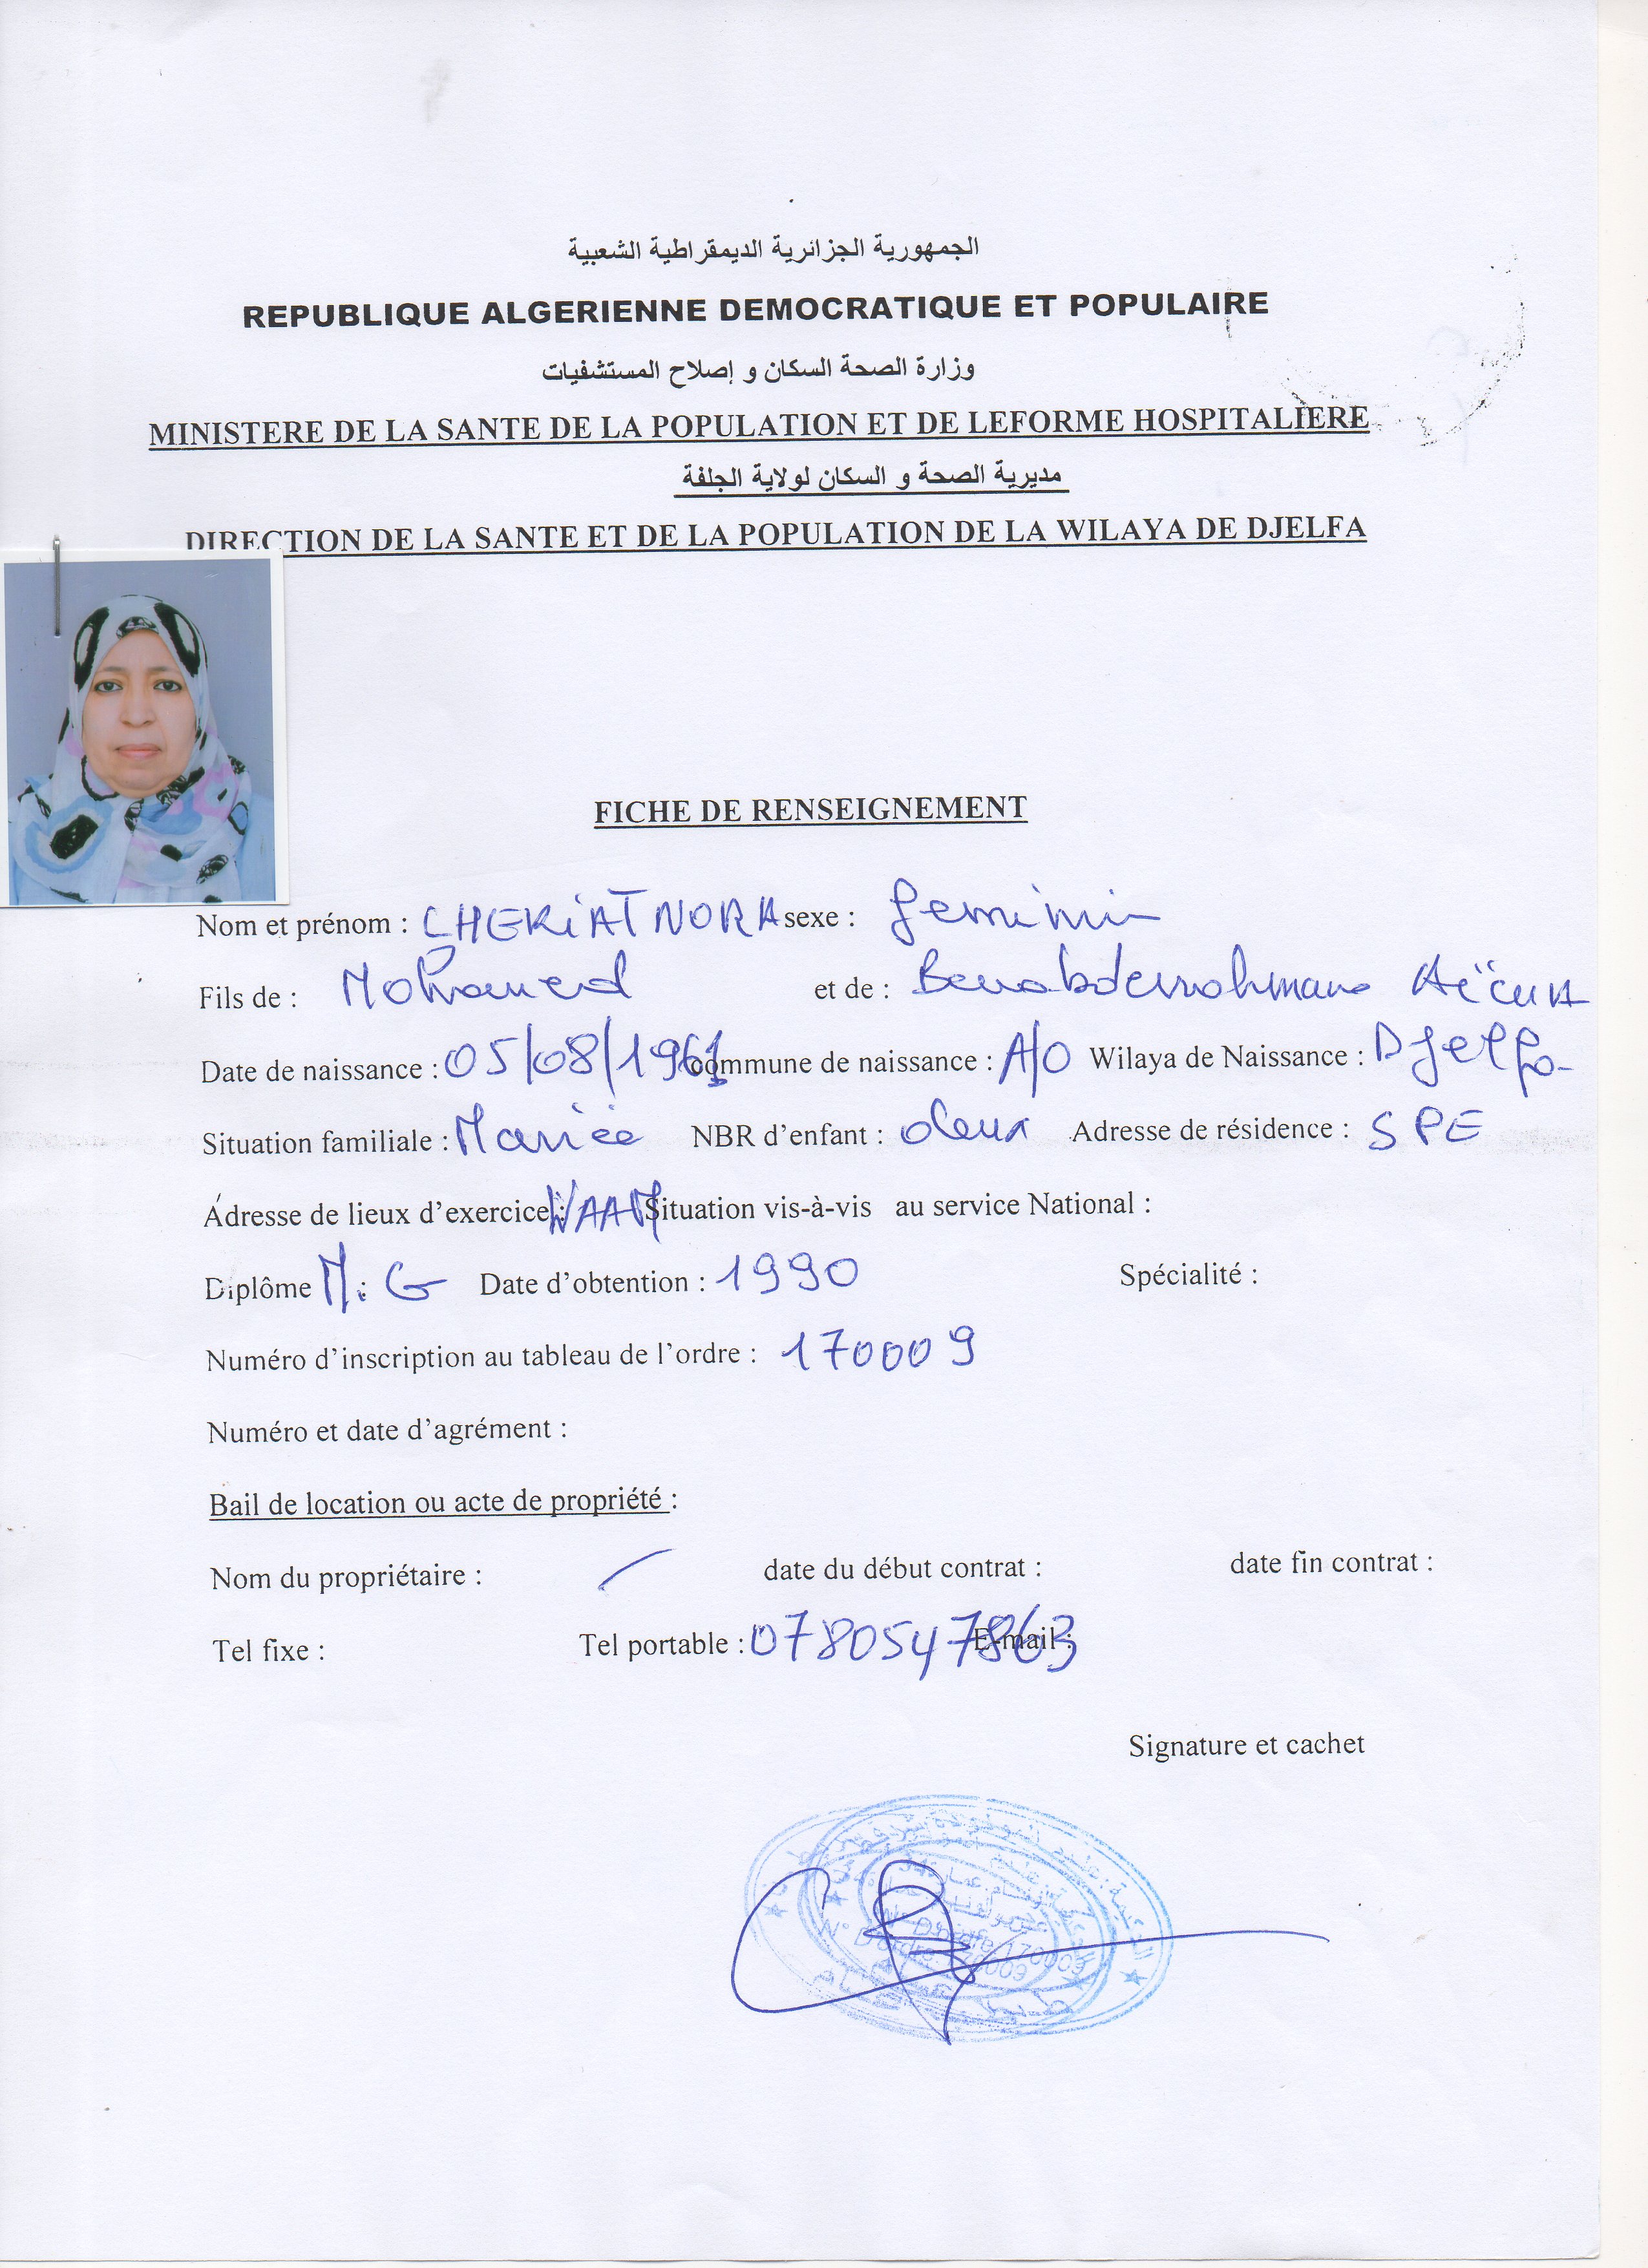 الجمهورية الجزائرية الديمقراطية الشعبية
REPUBLIQUE ALGERIENNE DEMOCRATIQUE ET POPULAIRE
وزارة الصحة السكان و إصلاح المستشفيات
MINISTERE DE LA SANTE DE LA POPULATION ET DE LEFORME HOSPITALIERE
مديرية الصحة و السكان لولاية الجلفة
DIRECTION DE LA SANTE ET DE LA POPULATION DE LA WILAYA DE DJELFA
FICHE DE RENSEIGNEMENT
Nom et prénom : CHERiAT NORA sexe : feminin
Fils de : Mohamed et de : Benabderrahmane Aïcha
Date de naissance : 05/08/1961 commune de naissance : A/O Wilaya de Naissance : Djelfa
Situation familiale : Mariée NBR d'enfant : deux Adresse de résidence : SPE
Adresse de lieux d'exercice : Situation vis-à-vis au service National :
Diplôme : M. G Date d'obtention : 1990 Spécialité :
Numéro d'inscription au tableau de l'ordre : 170009
Numéro et date d'agrément :
Bail de location ou acte de propriété :
Nom du propriétaire : / date du début contrat : date fin contrat :
Tel fixe : Tel portable : 0780547863 E-mail :
Signature et cachet
N° D'ordre 170009